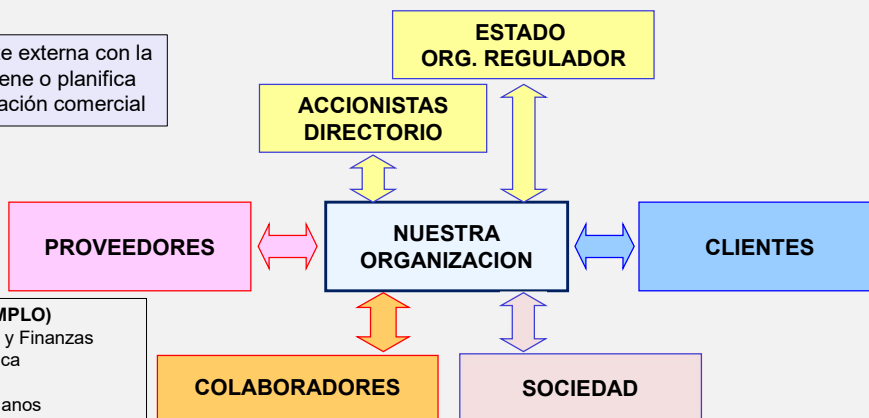 ESTADO
ORG. REGULADOR
e externa con la
ene o planifica
ación comercial
ACCIONISTAS
DIRECTORIO
PROVEEDORES
NUESTRA
ORGANIZACION
CLIENTES
MPLO)
y Finanzas
ca
anos
COLABORADORES
SOCIEDAD